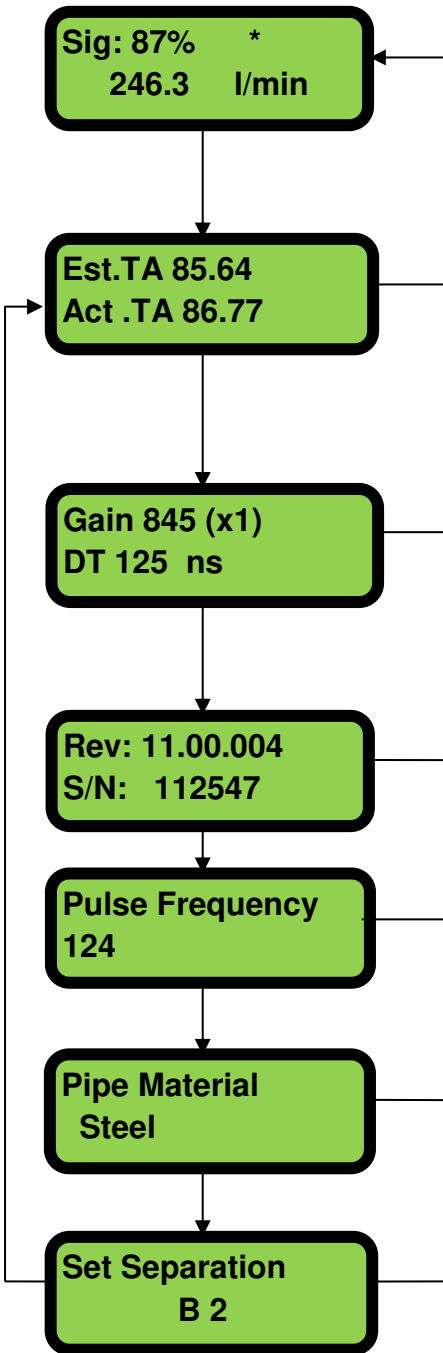 Sig: 87% *
246.3 l/min
Est.TA 85.64
Act .TA 86.77
Gain 845 (x1)
DT 125 ns
Rev: 11.00.004
S/N: 112547
Pulse Frequency
124
Pipe Material
Steel
Set Separation
B 2